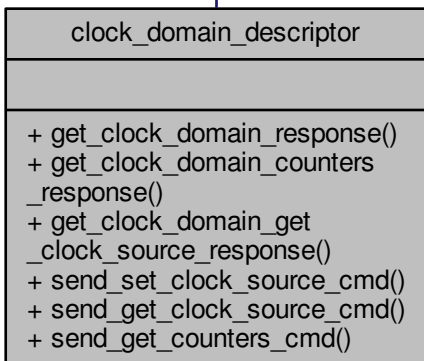 clock_domain_descriptor
+ get_clock_domain_response()
+ get_clock_domain_counters
_response()
+ get_clock_domain_get
_clock_source_response()
+ send_set_clock_source_cmd()
+ send_get_clock_source_cmd()
+ send_get_counters_cmd()